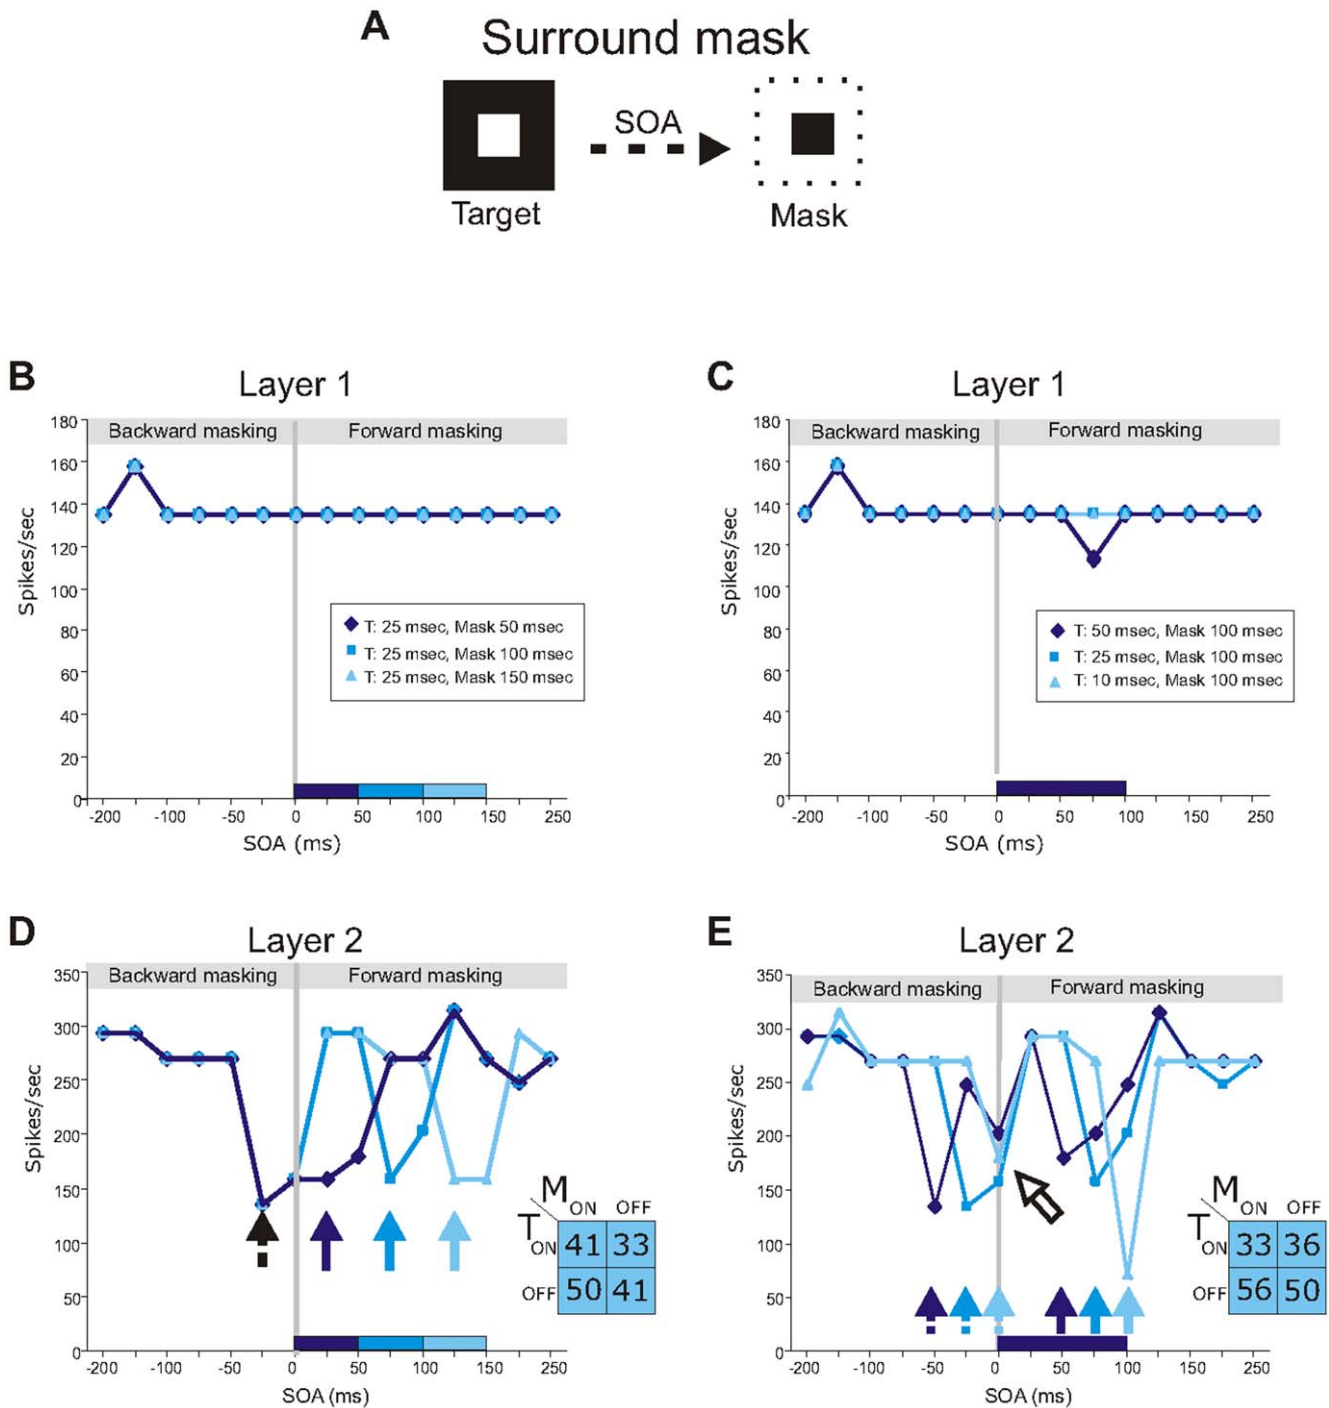 A
Surround mask
SOA
Target
Mask
B
Layer 1
180
160
140
120
100
80
60
40
20
0
Spikes/sec
Backward masking
Forward masking
T: 25 msec, Mask 50 msec
T: 25 msec, Mask 100 msec
T: 25 msec, Mask 150 msec
-200 -100 -50 0 50 100 150 250
SOA (ms)
C
Layer 1
180
160
140
120
100
80
60
40
20
0
Spikes/sec
Backward masking
Forward masking
T: 50 msec, Mask 100 msec
T: 25 msec, Mask 100 msec
T: 10 msec, Mask 100 msec
-200 -100 -50 0 50 100 150 250
SOA (ms)
D
Layer 2
350
300
250
200
150
100
50
0
Spikes/sec
Backward masking
Forward masking
M
ON OFF
T
ON 41 33
OFF 50 41
-200 -100 -50 0 50 100 150 250
SOA (ms)
E
Layer 2
350
300
250
200
150
100
50
0
Spikes/sec
Backward masking
Forward masking
M
ON OFF
T
ON 33 36
OFF 56 50
-200 -100 -50 0 50 100 150 250
SOA (ms)